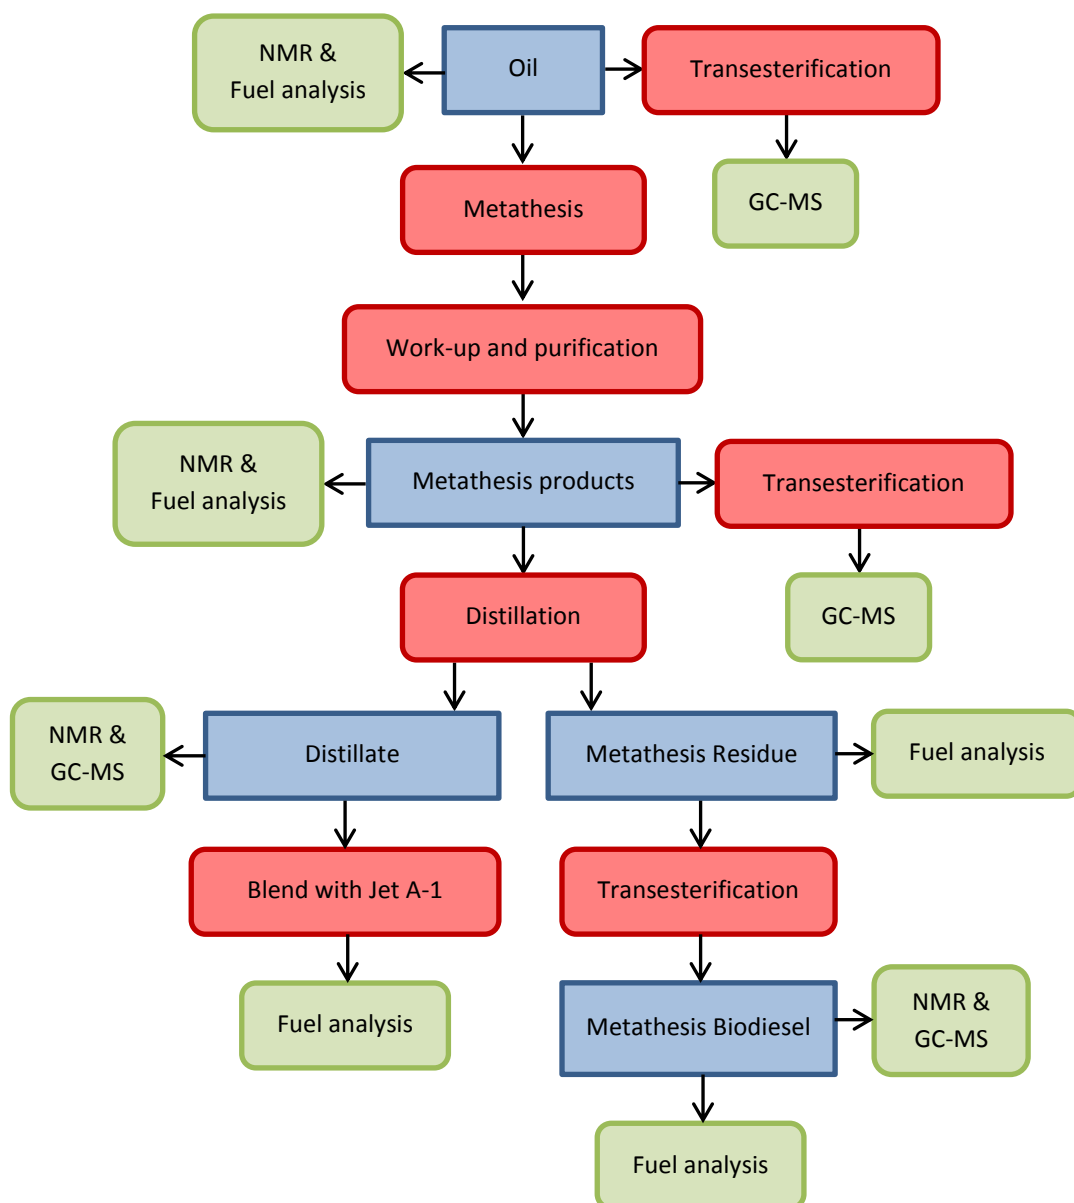 NMR &
Fuel analysis
Oil
Transesterification
GC-MS
Metathesis
Work-up and purification
NMR &
Fuel analysis
Metathesis products
Transesterification
GC-MS
Distillation
NMR &
GC-MS
Distillate
Metathesis Residue
Fuel analysis
Blend with Jet A-1
Transesterification
Fuel analysis
Metathesis Biodiesel
NMR &
GC-MS
Fuel analysis